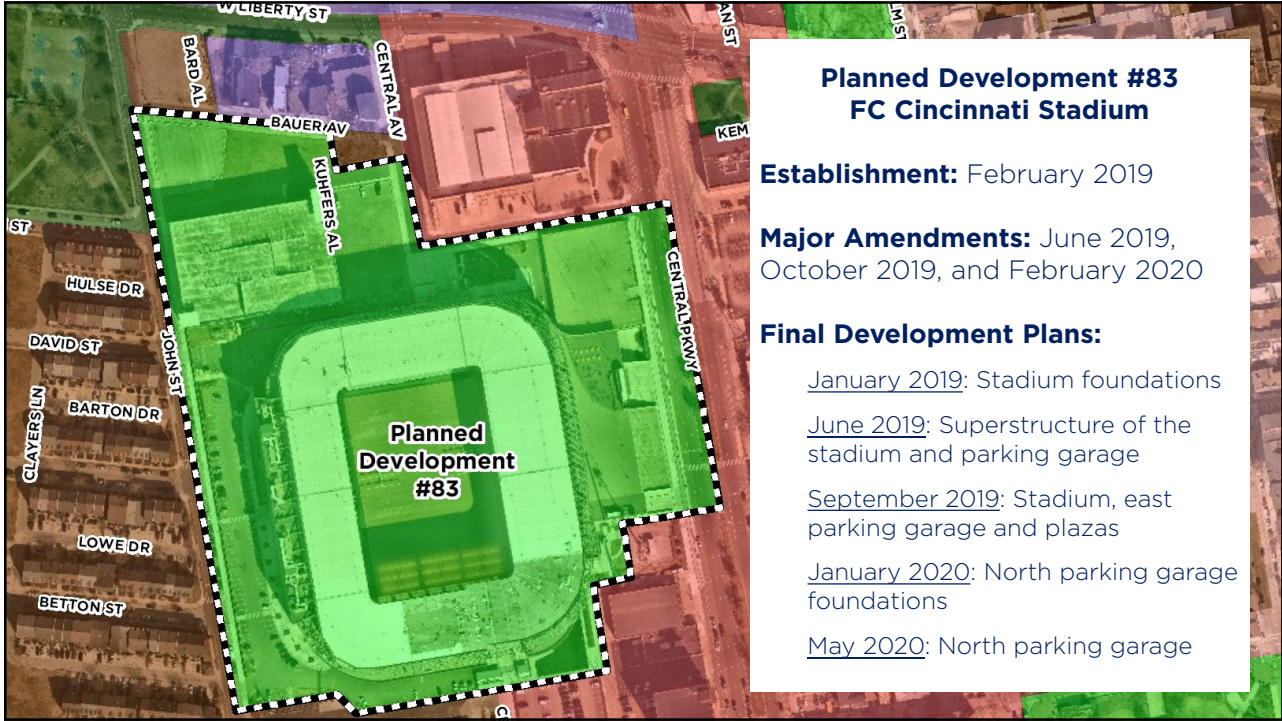 W LIBERTY ST
BARD AL
CENTRAL AV
BAUER AV
KUHFERS AL
ST
HULSE DR
DAVID ST
JOHN ST
BARTON DR
CLAYERS LN
LOWE DR
BETTON ST
CENTRAL PKWY
AN ST
LM ST
KEM
C
Planned
Development
#83
Planned Development #83
FC Cincinnati Stadium
Establishment: February 2019
Major Amendments: June 2019,
October 2019, and February 2020
Final Development Plans:
January 2019: Stadium foundations
June 2019: Superstructure of the
stadium and parking garage
September 2019: Stadium, east
parking garage and plazas
January 2020: North parking garage
foundations
May 2020: North parking garage